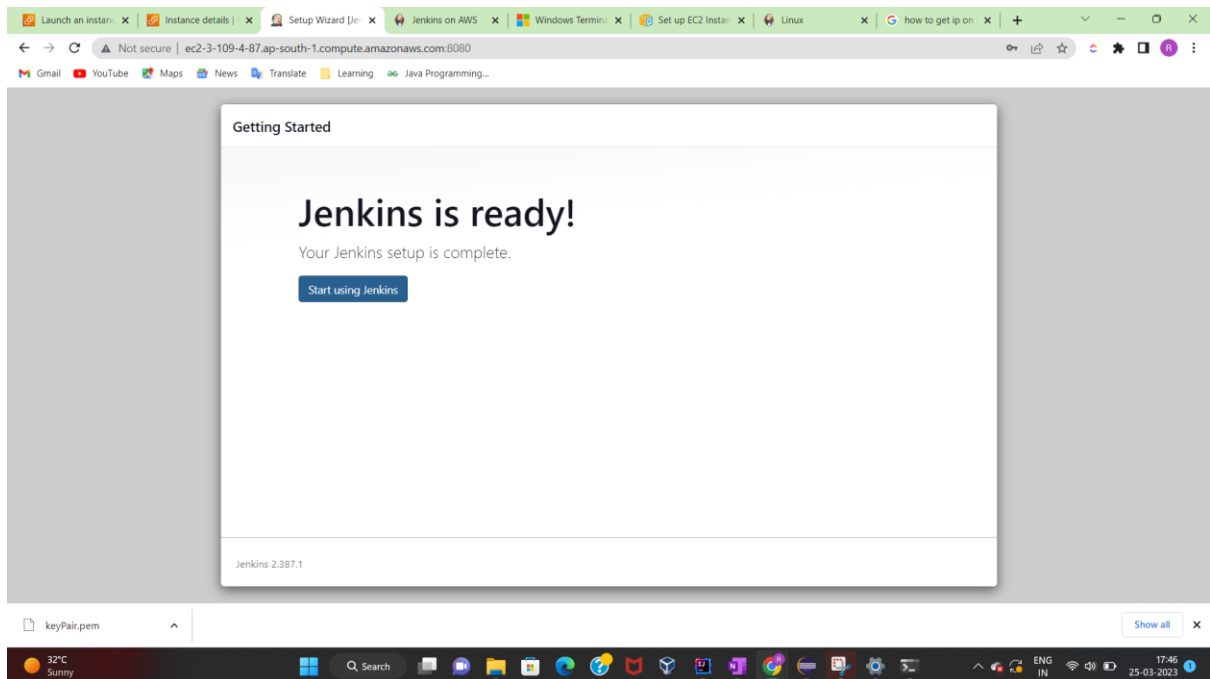 Launch an instanc
Instance details |
Setup Wizard [Jer
Jenkins on AWS
Windows Termina
Set up EC2 Instan
Linux
how to get ip on
Not secure | ec2-3-109-4-87.ap-south-1.compute.amazonaws.com:8080
R
Gmail YouTube Maps News Translate Learning Java Programming...
Getting Started
Jenkins is ready!
Your Jenkins setup is complete.
Start using Jenkins
Jenkins 2.387.1
keyPair.pem
Show all
32°C
Sunny
Search
ENG
IN
17:46
25-03-2023
1